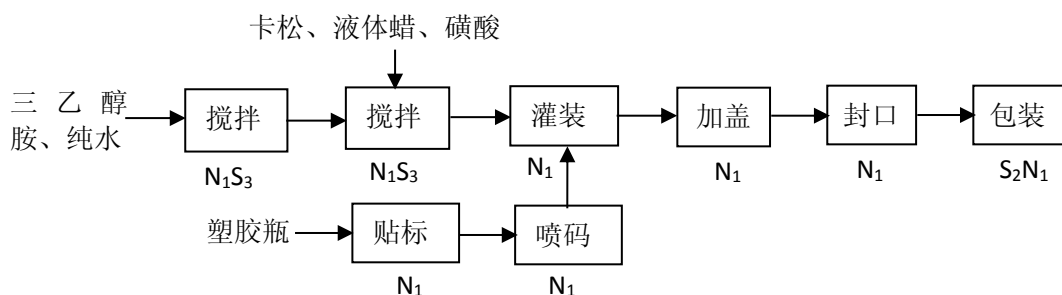 卡松、液体蜡、磺酸
三乙醇
胺、纯水
搅拌
搅拌
灌装
加盖
封口
包装
N₁S₃
N₁S₃
N₁
N₁
N₁
S₂N₁
塑胶瓶
贴标
喷码
N₁
N₁